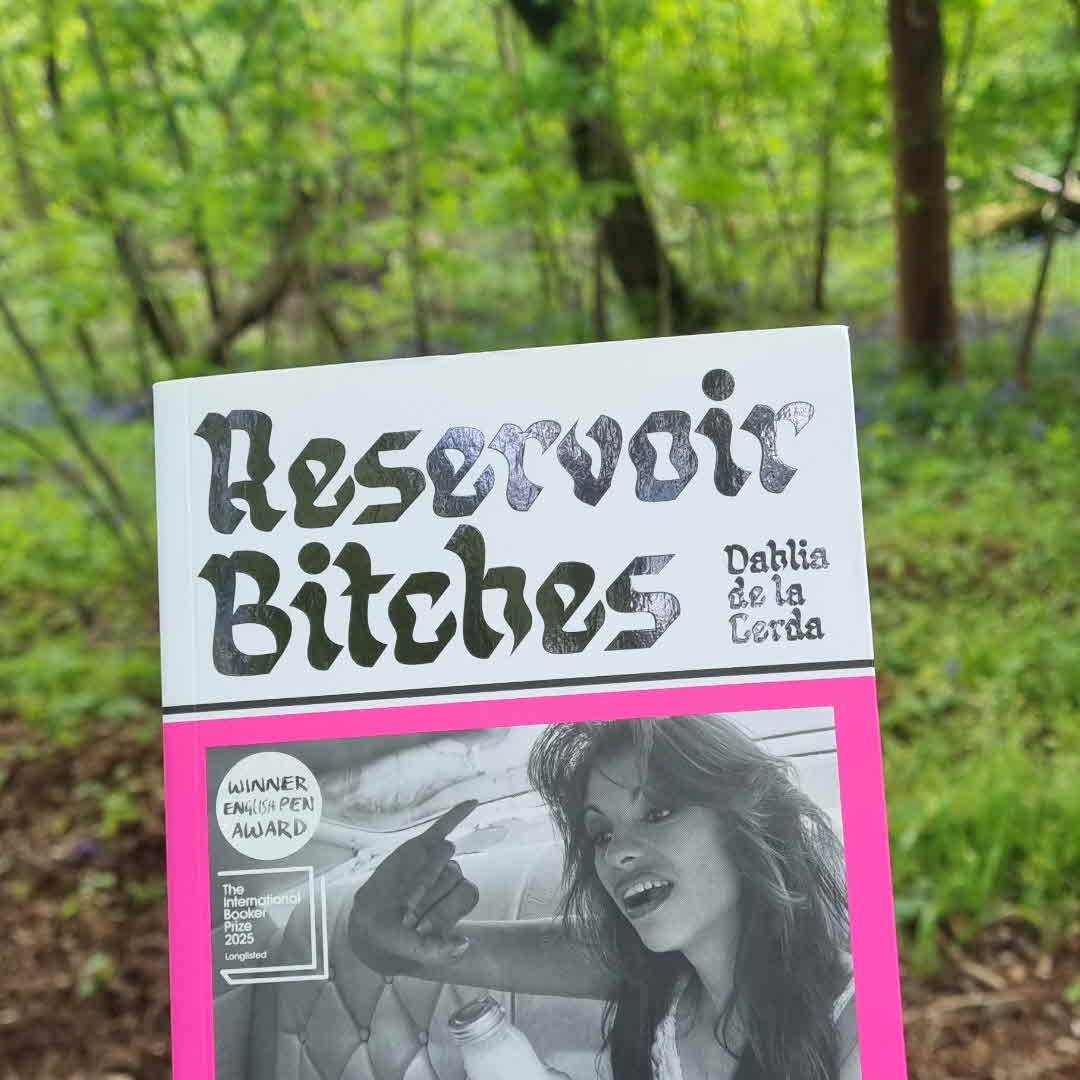 Reservoir
Bitches
Dahlia
de la
Cerda
WINNER
ENGLISH PEN
AWARD
The
International
Booker
Prize
2025
Longlisted